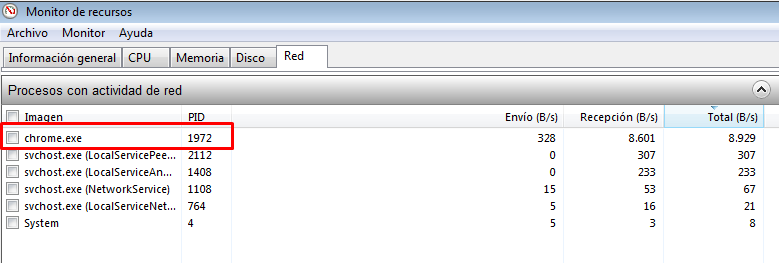 Monitor de recursos
Archivo Monitor Ayuda
Información general CPU Memoria Disco Red
Procesos con actividad de red
Imagen PID Envío (B/s) Recepción (B/s) Total (B/s)
chrome.exe 1972 328 8.601 8.929
svchost.exe (LocalServicePee... 2112 0 307 307
svchost.exe (LocalServiceAn... 1408 0 233 233
svchost.exe (NetworkService) 1108 15 53 67
svchost.exe (LocalServiceNet... 764 5 16 21
System 4 5 3 8